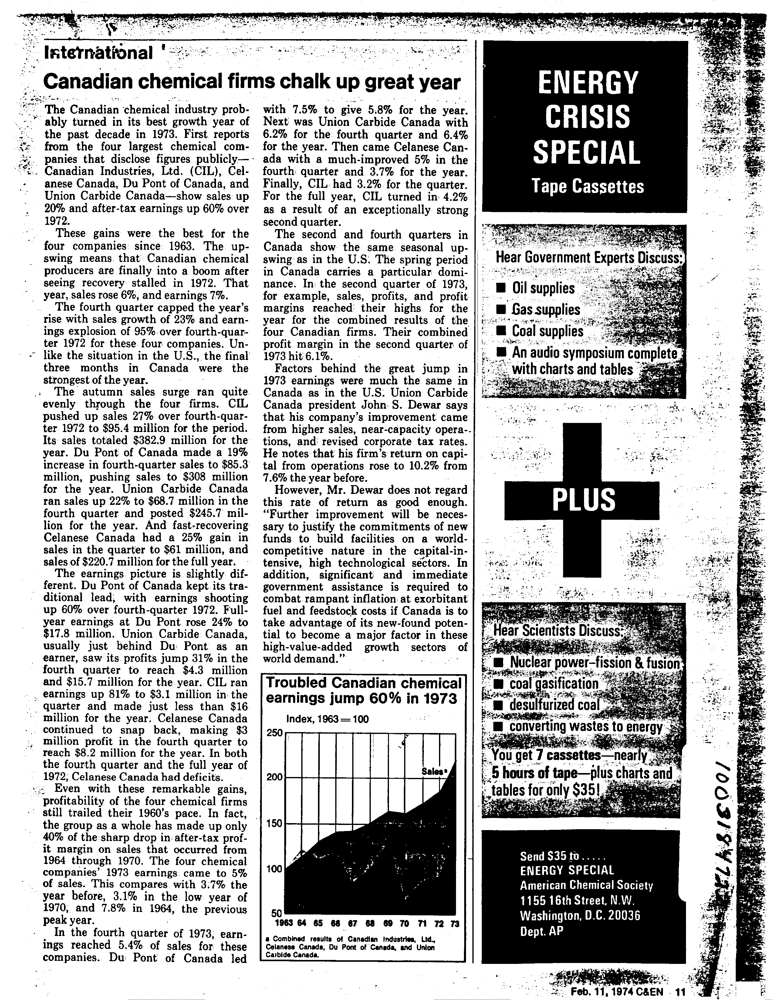 International
Canadian chemical firms chalk up great year
The Canadian chemical industry prob-
ably turned in its best growth year of
the past decade in 1973. First reports
from the four largest chemical com-
panies that disclose figures publicly—
Canadian Industries, Ltd. (CIL), Cel-
anese Canada, Du Pont of Canada, and
Union Carbide Canada—show sales up
20% and after-tax earnings up 60% over
1972.
These gains were the best for the
four companies since 1963. The up-
swing means that Canadian chemical
producers are finally into a boom after
seeing recovery stalled in 1972. That
year, sales rose 6%, and earnings 7%.
The fourth quarter capped the year's
rise with sales growth of 23% and earn-
ings explosion of 95% over fourth-quar-
ter 1972 for these four companies. Un-
like the situation in the U.S., the final
three months in Canada were the
strongest of the year.
The autumn sales surge ran quite
evenly through the four firms. CIL
pushed up sales 27% over fourth-quar-
ter 1972 to $95.4 million for the period.
Its sales totaled $382.9 million for the
year. Du Pont of Canada made a 19%
increase in fourth-quarter sales to $85.3
million, pushing sales to $308 million
for the year. Union Carbide Canada
ran sales up 22% to $68.7 million in the
fourth quarter and posted $245.7 mil-
lion for the year. And fast-recovering
Celanese Canada had a 25% gain in
sales in the quarter to $61 million, and
sales of $220.7 million for the full year.
The earnings picture is slightly dif-
ferent. Du Pont of Canada kept its tra-
ditional lead, with earnings shooting
up 60% over fourth-quarter 1972. Full-
year earnings at Du Pont rose 24% to
$17.8 million. Union Carbide Canada,
usually just behind Du Pont as an
earner, saw its profits jump 31% in the
fourth quarter to reach $4.3 million
and $15.7 million for the year. CIL ran
earnings up 81% to $3.1 million in the
quarter and made just less than $16
million for the year. Celanese Canada
continued to snap back, making $3
million profit in the fourth quarter to
reach $8.2 million for the year. In both
the fourth quarter and the full year of
1972, Celanese Canada had deficits.
Even with these remarkable gains,
profitability of the four chemical firms
still trailed their 1960's pace. In fact,
the group as a whole has made up only
40% of the sharp drop in after-tax prof-
it margin on sales that occurred from
1964 through 1970. The four chemical
companies' 1973 earnings came to 5%
of sales. This compares with 3.7% the
year before, 3.1% in the low year of
1970, and 7.8% in 1964, the previous
peak year.
In the fourth quarter of 1973, earn-
ings reached 5.4% of sales for these
companies. Du Pont of Canada led
with 7.5% to give 5.8% for the year.
Next was Union Carbide Canada with
6.2% for the fourth quarter and 6.4%
for the year. Then came Celanese Can-
ada with a much-improved 5% in the
fourth quarter and 3.7% for the year.
Finally, CIL had 3.2% for the quarter.
For the full year, CIL turned in 4.2%
as a result of an exceptionally strong
second quarter.
The second and fourth quarters in
Canada show the same seasonal up-
swing as in the U.S. The spring period
in Canada carries a particular domi-
nance. In the second quarter of 1973,
for example, sales, profits, and profit
margins reached their highs for the
year for the combined results of the
four Canadian firms. Their combined
profit margin in the second quarter of
1973 hit 6.1%.
Factors behind the great jump in
1973 earnings were much the same in
Canada as in the U.S. Union Carbide
Canada president John S. Dewar says
that his company's improvement came
from higher sales, near-capacity opera-
tions, and revised corporate tax rates.
He notes that his firm's return on capi-
tal from operations rose to 10.2% from
7.6% the year before.
However, Mr. Dewar does not regard
this rate of return as good enough.
"Further improvement will be neces-
sary to justify the commitments of new
funds to build facilities on a world-
competitive nature in the capital-in-
tensive, high technological sectors. In
addition, significant and immediate
government assistance is required to
combat rampant inflation at exorbitant
fuel and feedstock costs if Canada is to
take advantage of its new-found poten-
tial to become a major factor in these
high-value-added growth sectors of
world demand."
Troubled Canadian chemical
earnings jump 60% in 1973
Index, 1963 = 100
250
Sales a
200
150
100
50
1963 64 65 66 67 68 69 70 71 72 73
a Combined results of Canadian Industries, Ltd.,
Celanese Canada, Du Pont of Canada, and Union
Carbide Canada.
ENERGY
CRISIS
SPECIAL
Tape Cassettes
Hear Government Experts Discuss:
■ Oil supplies
■ Gas supplies
■ Coal supplies
■ An audio symposium complete
with charts and tables
PLUS
Hear Scientists Discuss:
■ Nuclear power–fission & fusion
■ coal gasification
■ desulfurized coal
■ converting wastes to energy
You get 7 cassettes—nearly
5 hours of tape—plus charts and
tables for only $35!
Send $35 to .....
ENERGY SPECIAL
American Chemical Society
1155 16th Street, N.W.
Washington, D.C. 20036
Dept. AP
Feb. 11, 1974 C&EN 11